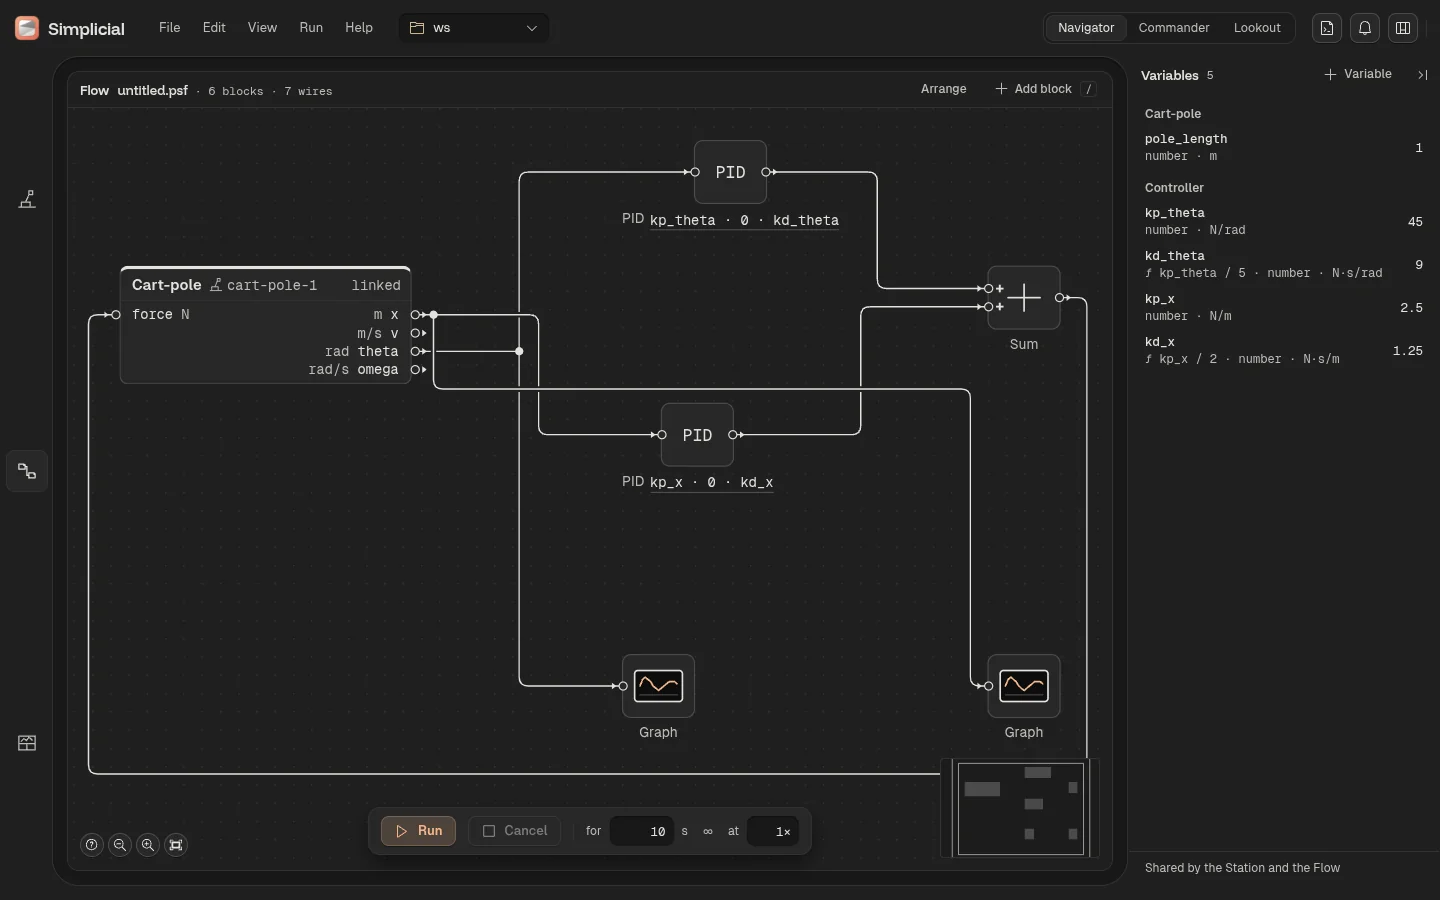 Simplicial File Edit View Run Help ws Navigator Commander Lookout
Flow untitled.psf · 6 blocks · 7 wires Arrange Add block /
Variables 5 Variable
Cart-pole
pole_length 1
number · m
Controller
kp_theta 45
number · N/rad
kd_theta 9
f kp_theta / 5 · number · N·s/rad
kp_x 2.5
number · N/m
kd_x 1.25
f kp_x / 2 · number · N·s/m
PID
PID kp_theta · 0 · kd_theta
Cart-pole cart-pole-1 linked
force N m x
m/s v
rad theta
rad/s omega
+
+
Sum
PID
PID kp_x · 0 · kd_x
Graph Graph
? Run Cancel for 10 s ∞ at 1×
Shared by the Station and the Flow